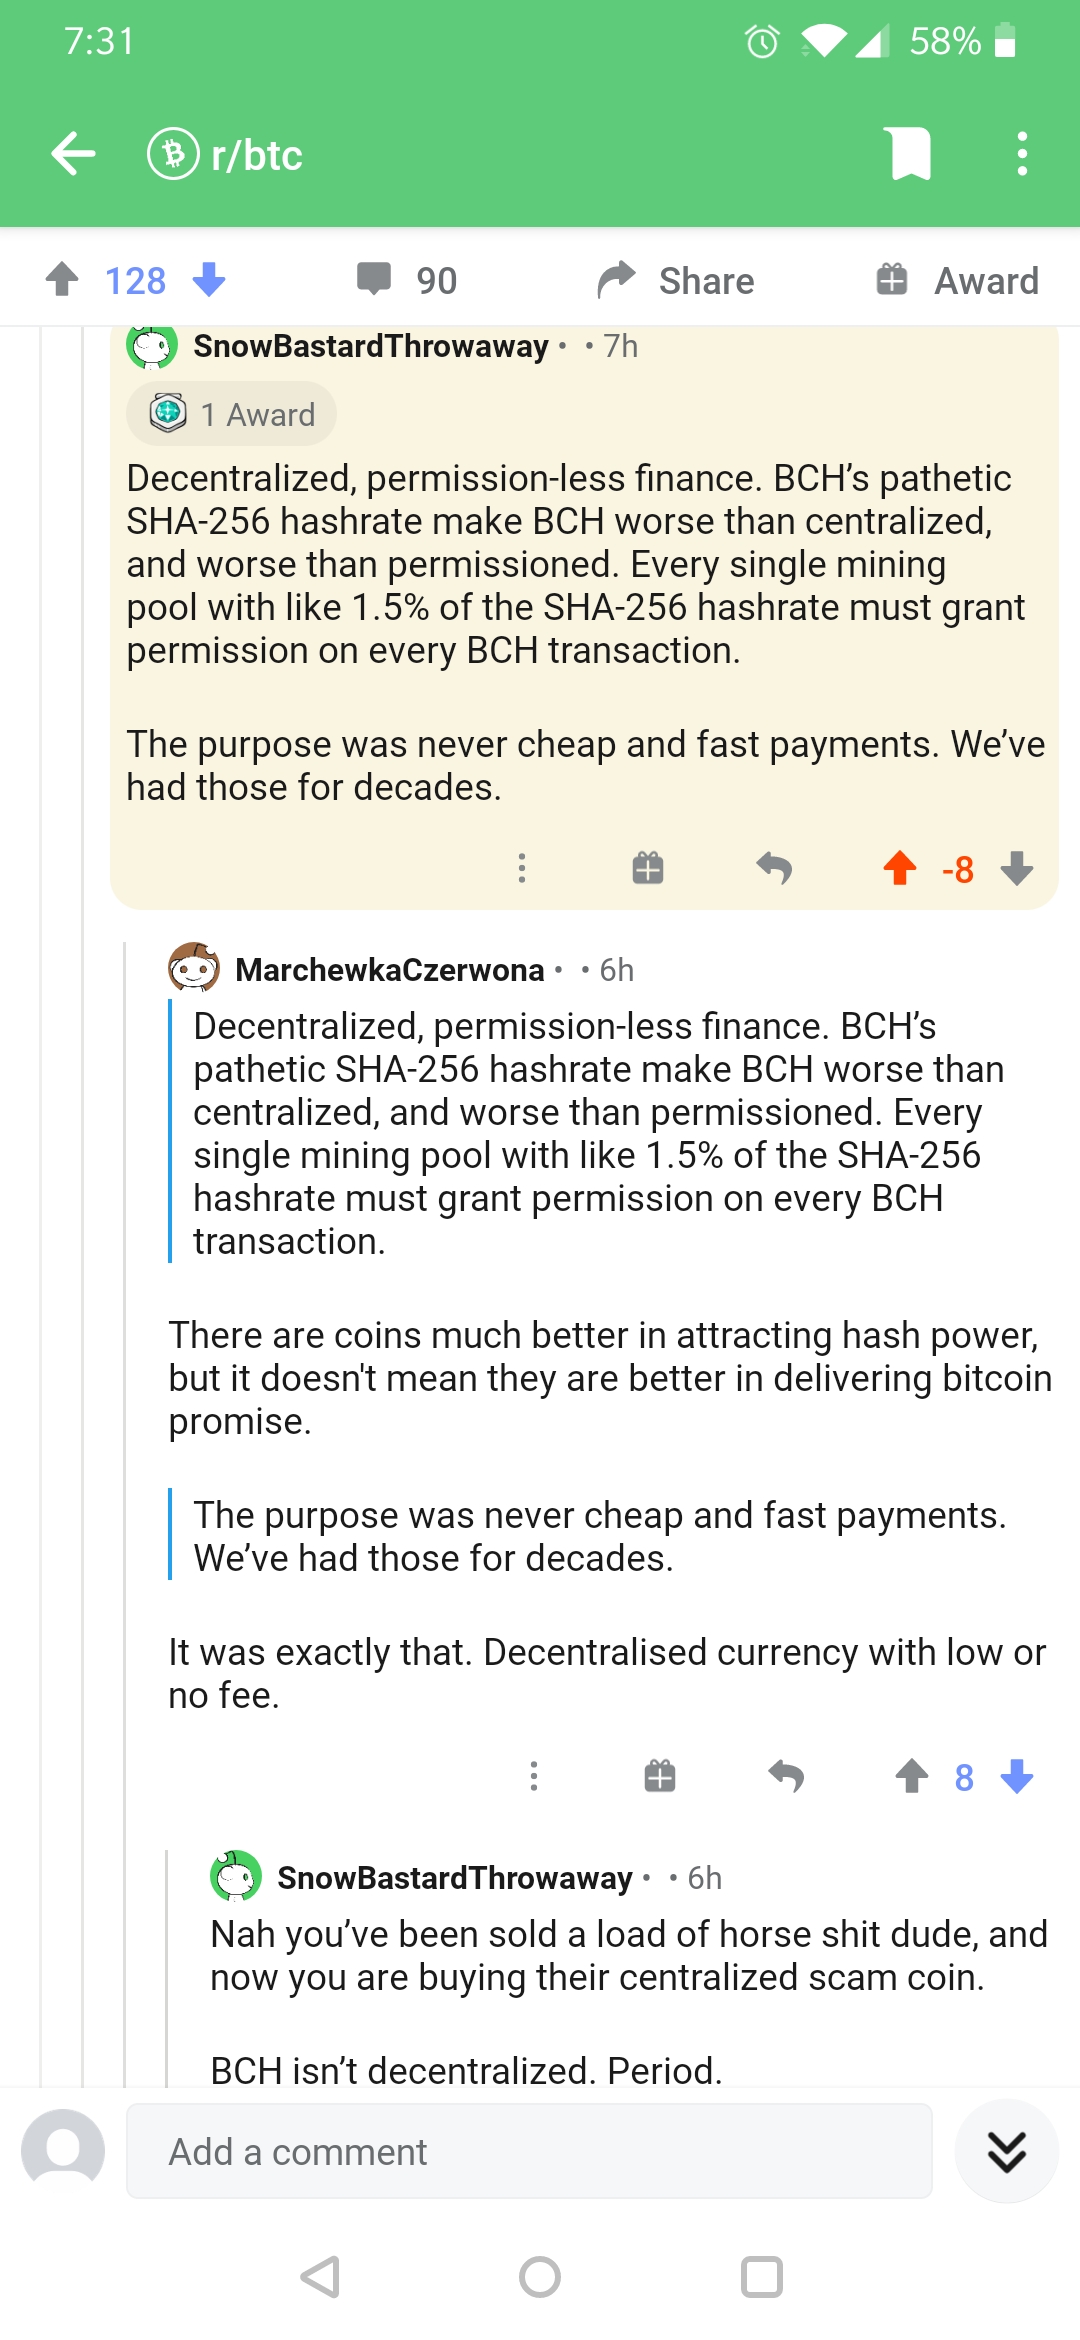 7:31
58%
r/btc
128
90
Share
Award
SnowBastardThrowaway • • 7h
1 Award
Decentralized, permission-less finance. BCH’s pathetic
SHA-256 hashrate make BCH worse than centralized,
and worse than permissioned. Every single mining
pool with like 1.5% of the SHA-256 hashrate must grant
permission on every BCH transaction.
The purpose was never cheap and fast payments. We’ve
had those for decades.
-8
MarchewkaCzerwona • • 6h
Decentralized, permission-less finance. BCH’s
pathetic SHA-256 hashrate make BCH worse than
centralized, and worse than permissioned. Every
single mining pool with like 1.5% of the SHA-256
hashrate must grant permission on every BCH
transaction.
There are coins much better in attracting hash power,
but it doesn't mean they are better in delivering bitcoin
promise.
The purpose was never cheap and fast payments.
We’ve had those for decades.
It was exactly that. Decentralised currency with low or
no fee.
8
SnowBastardThrowaway • • 6h
Nah you’ve been sold a load of horse shit dude, and
now you are buying their centralized scam coin.
BCH isn’t decentralized. Period.
Add a comment